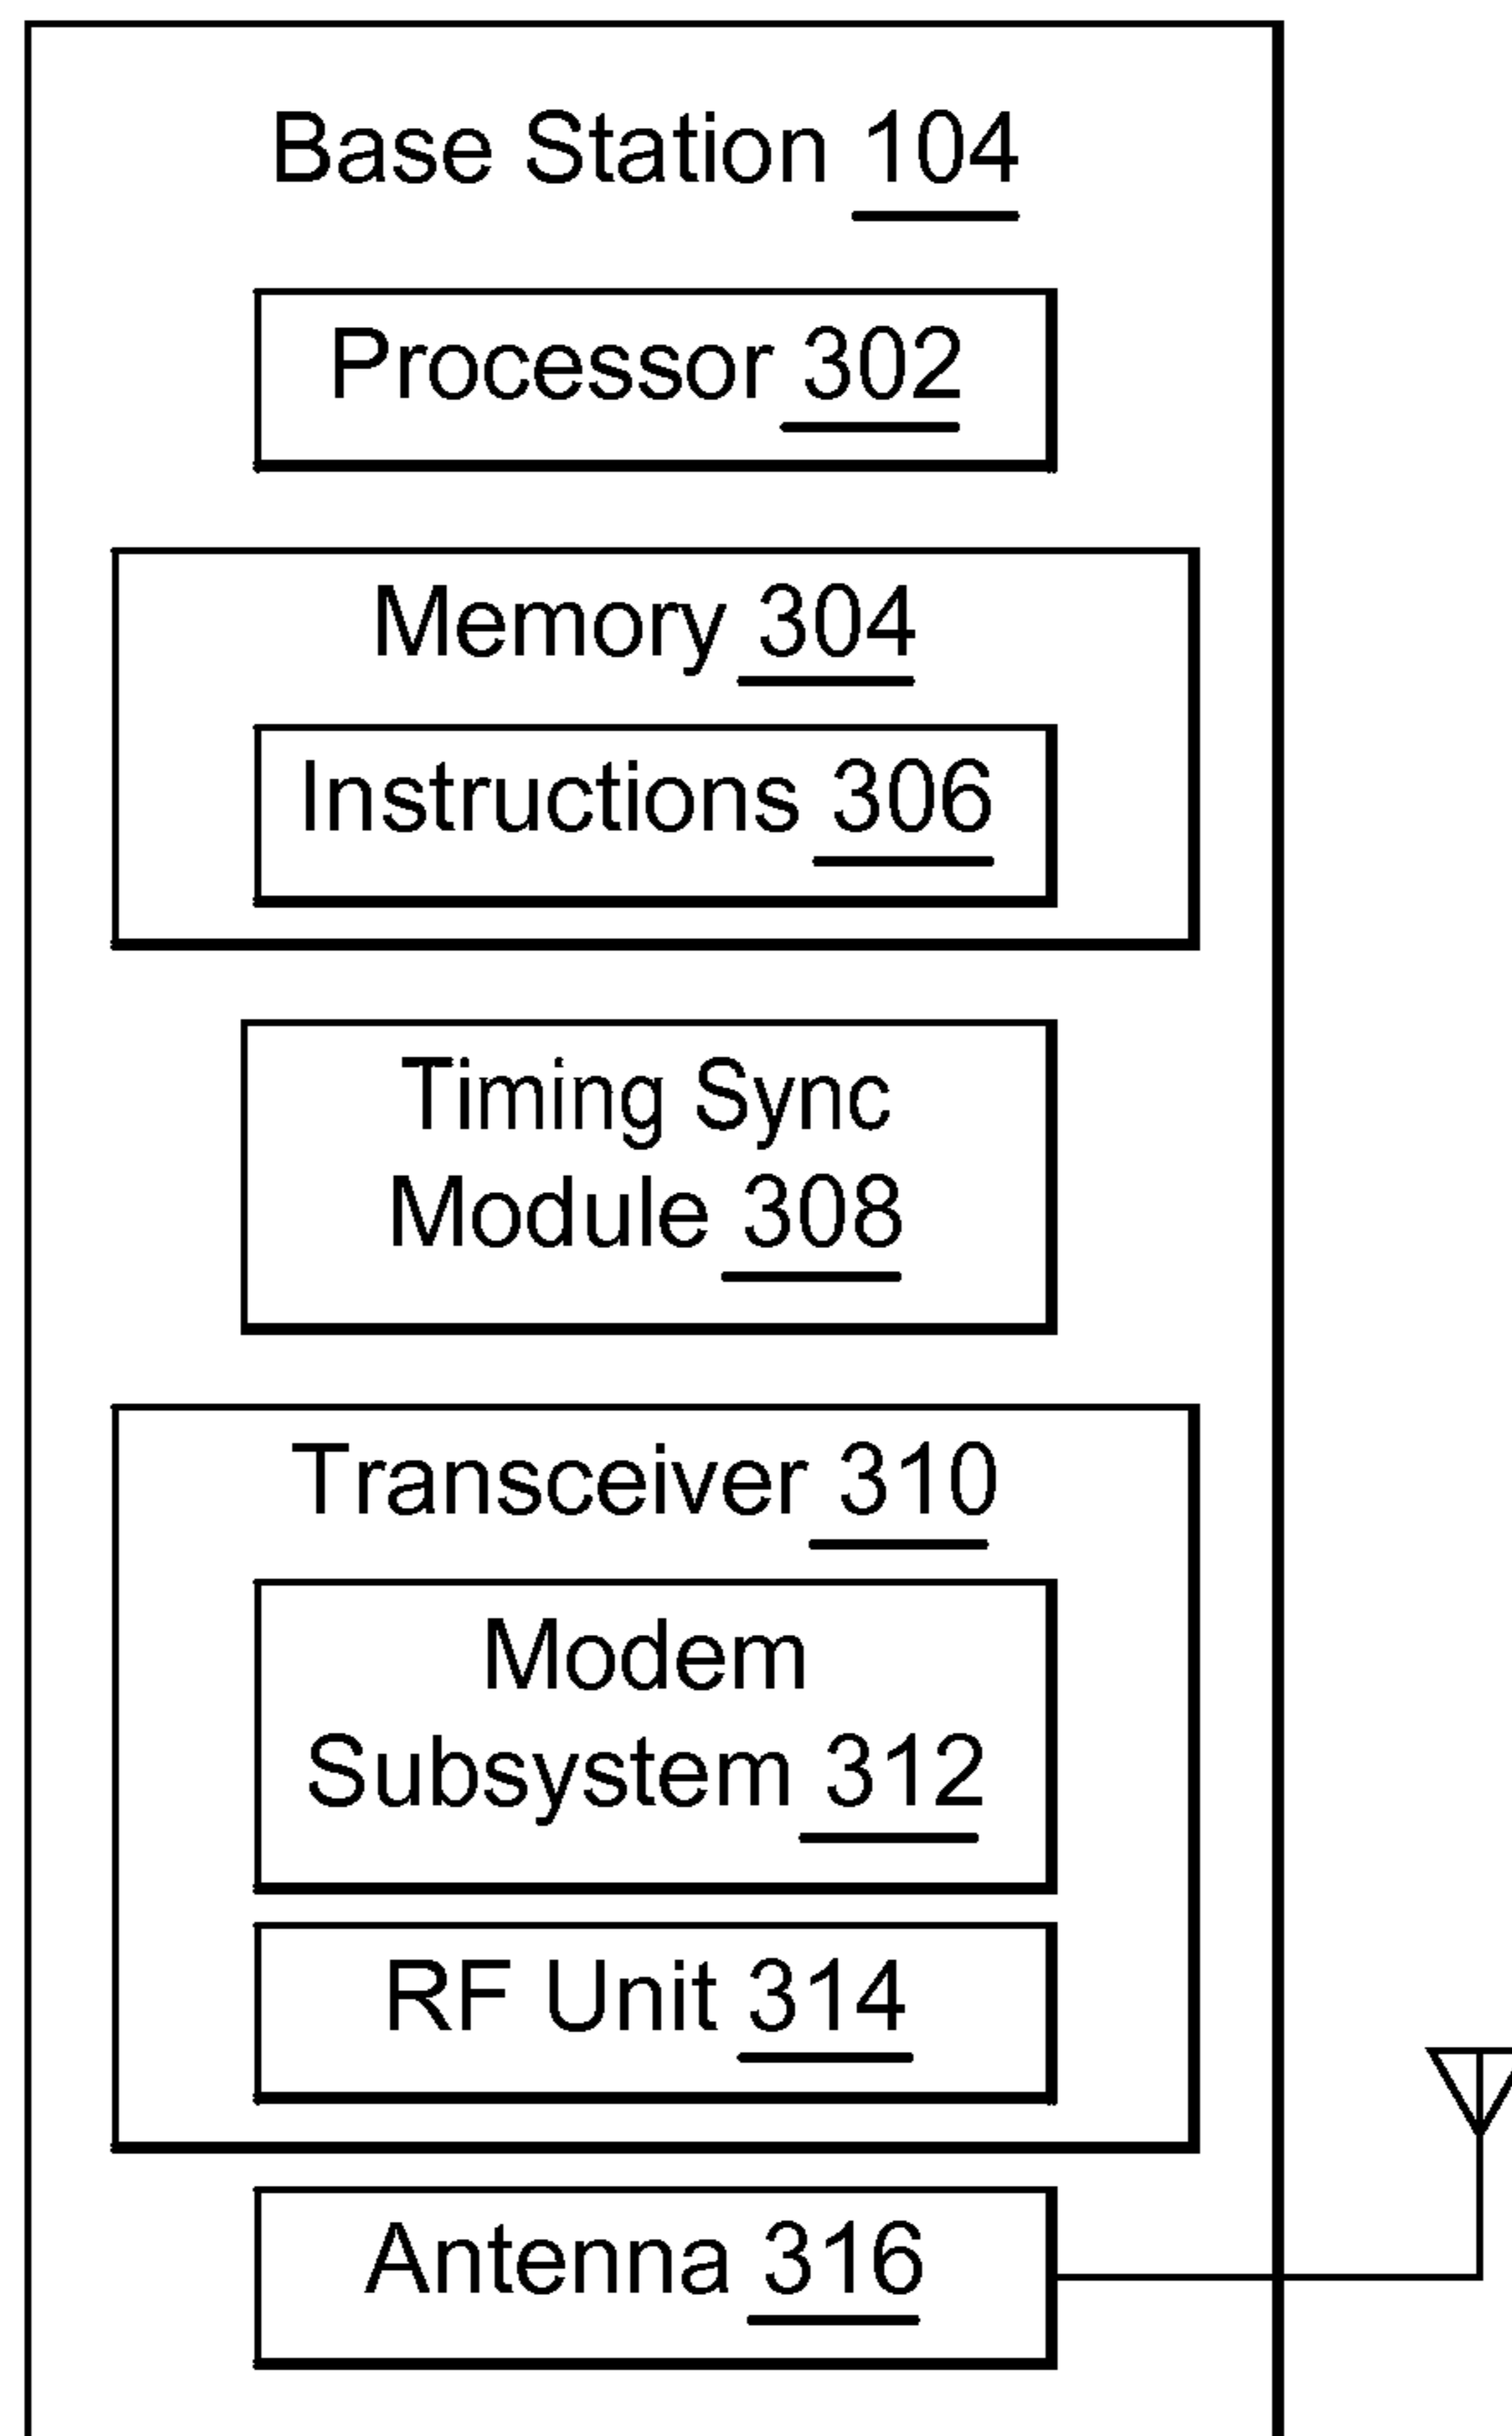 Base Station 104
Processor 302
Memory 304
Instructions 306
Timing Sync
Module 308
Transceiver 310
Modem
Subsystem 312
RF Unit 314
Antenna 316